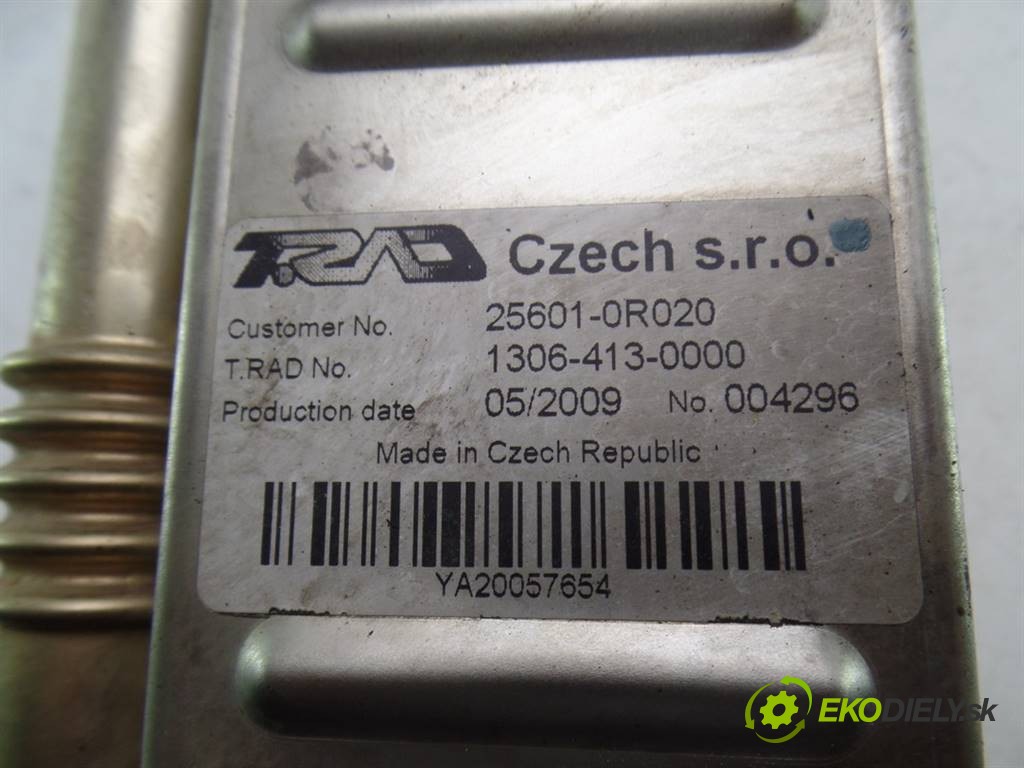 T.RAD Czech s.r.o.
Customer No. 25601-0R020
T.RAD No. 1306-413-0000
Production date 05/2009 No. 004296
Made in Czech Republic
YA20057654
EKODIELY.sk